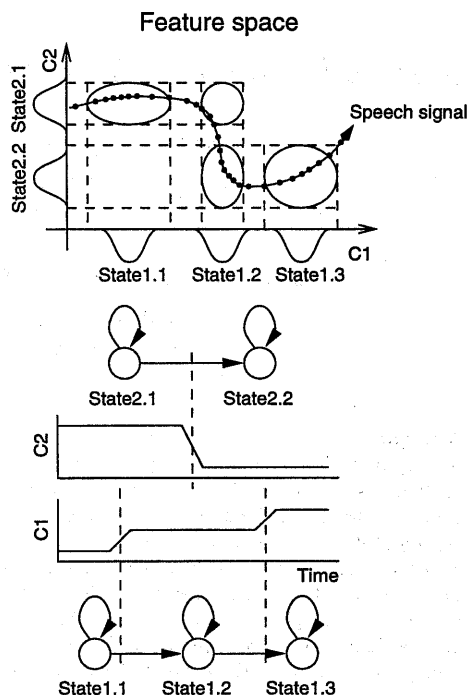 Feature space
C2
State2.1
State2.2
Speech signal
C1
State1.1 State1.2 State1.3
State2.1 State2.2
C2
C1
Time
State1.1 State1.2 State1.3